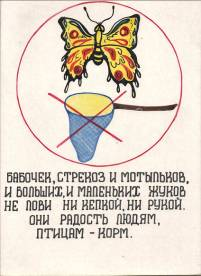 БАБОЧЕК, СТРЕКОЗ И МОТЫЛЬКОВ,
И БОЛЬШИХ, И МАЛЕНЬКИХ ЖУКОВ
НЕ ЛОВИ НИ КЕПКОЙ, НИ РУКОЙ.
ОНИ РАДОСТЬ ЛЮДЯМ,
ПТИЦАМ - КОРМ.